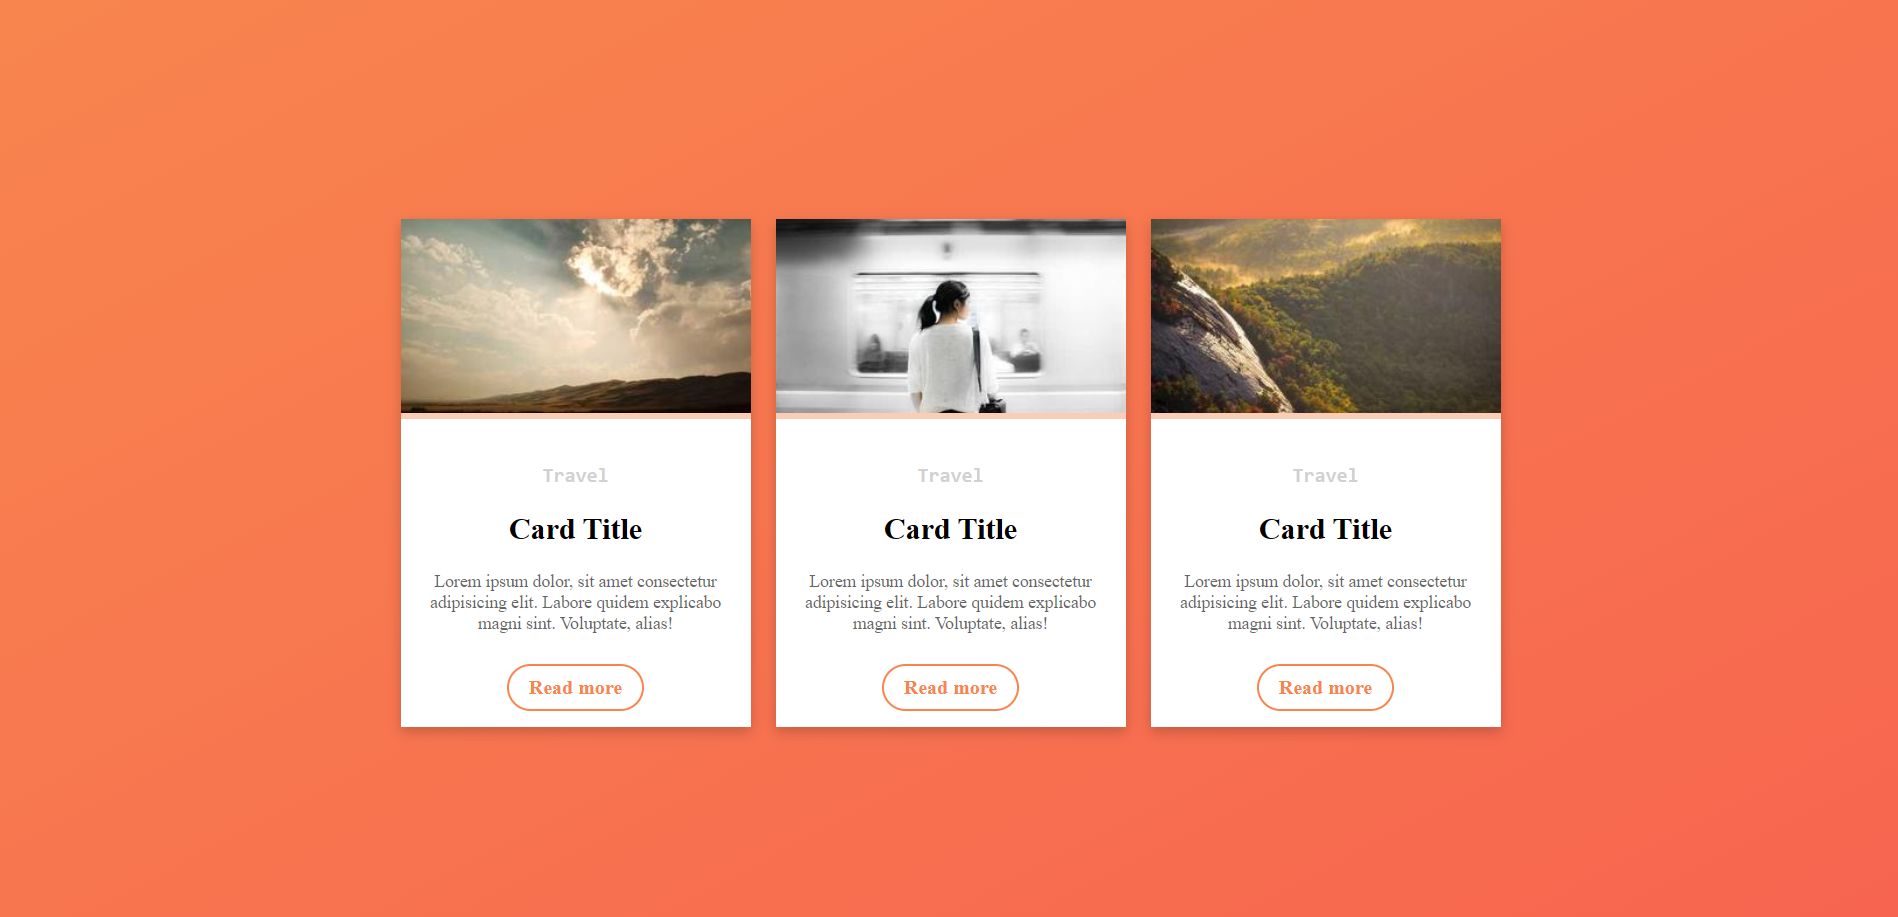 Travel
Card Title
Lorem ipsum dolor, sit amet consectetur
adipisicing elit. Labore quidem explicabo
magni sint. Voluptate, alias!
Read more
Travel
Card Title
Lorem ipsum dolor, sit amet consectetur
adipisicing elit. Labore quidem explicabo
magni sint. Voluptate, alias!
Read more
Travel
Card Title
Lorem ipsum dolor, sit amet consectetur
adipisicing elit. Labore quidem explicabo
magni sint. Voluptate, alias!
Read more